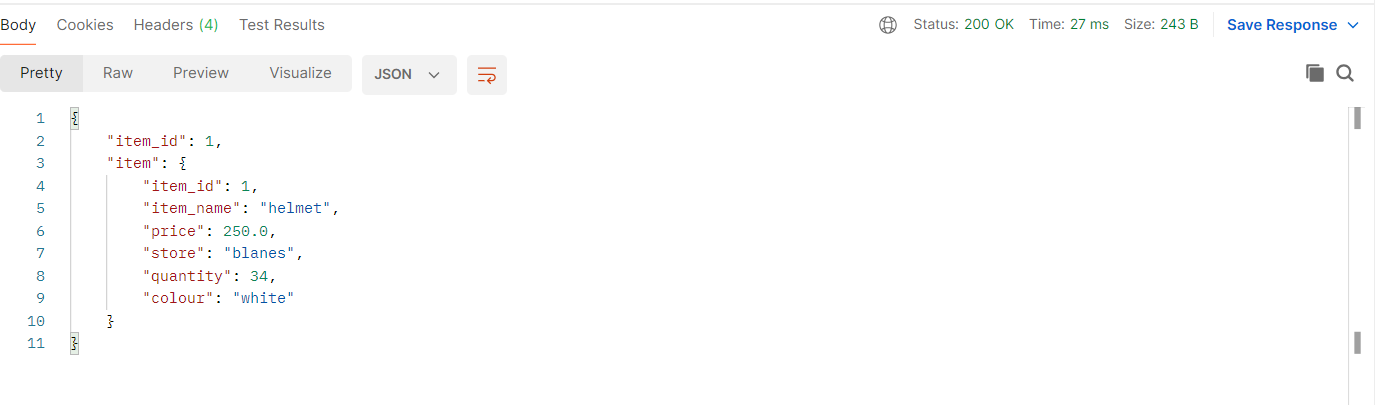 Body Cookies Headers (4) Test Results Status: 200 OK Time: 27 ms Size: 243 B Save Response
Pretty Raw Preview Visualize JSON
1 {
2 "item_id": 1,
3 "item": {
4 "item_id": 1,
5 "item_name": "helmet",
6 "price": 250.0,
7 "store": "blanes",
8 "quantity": 34,
9 "colour": "white"
10 }
11 }